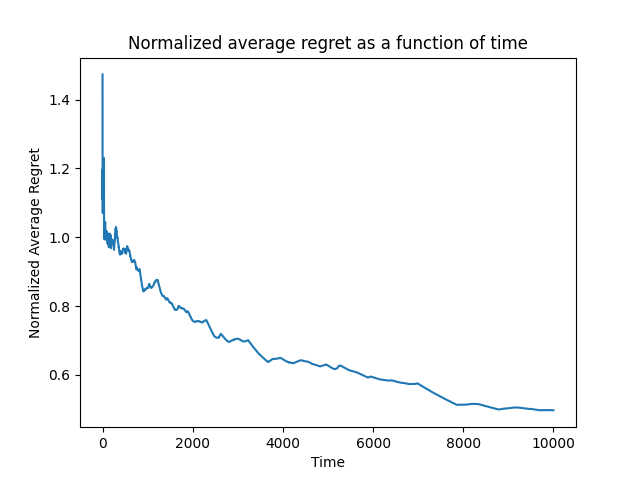 Normalized average regret as a function of time
Normalized Average Regret
1.4
1.2
1.0
0.8
0.6
0 2000 4000 6000 8000 10000
Time